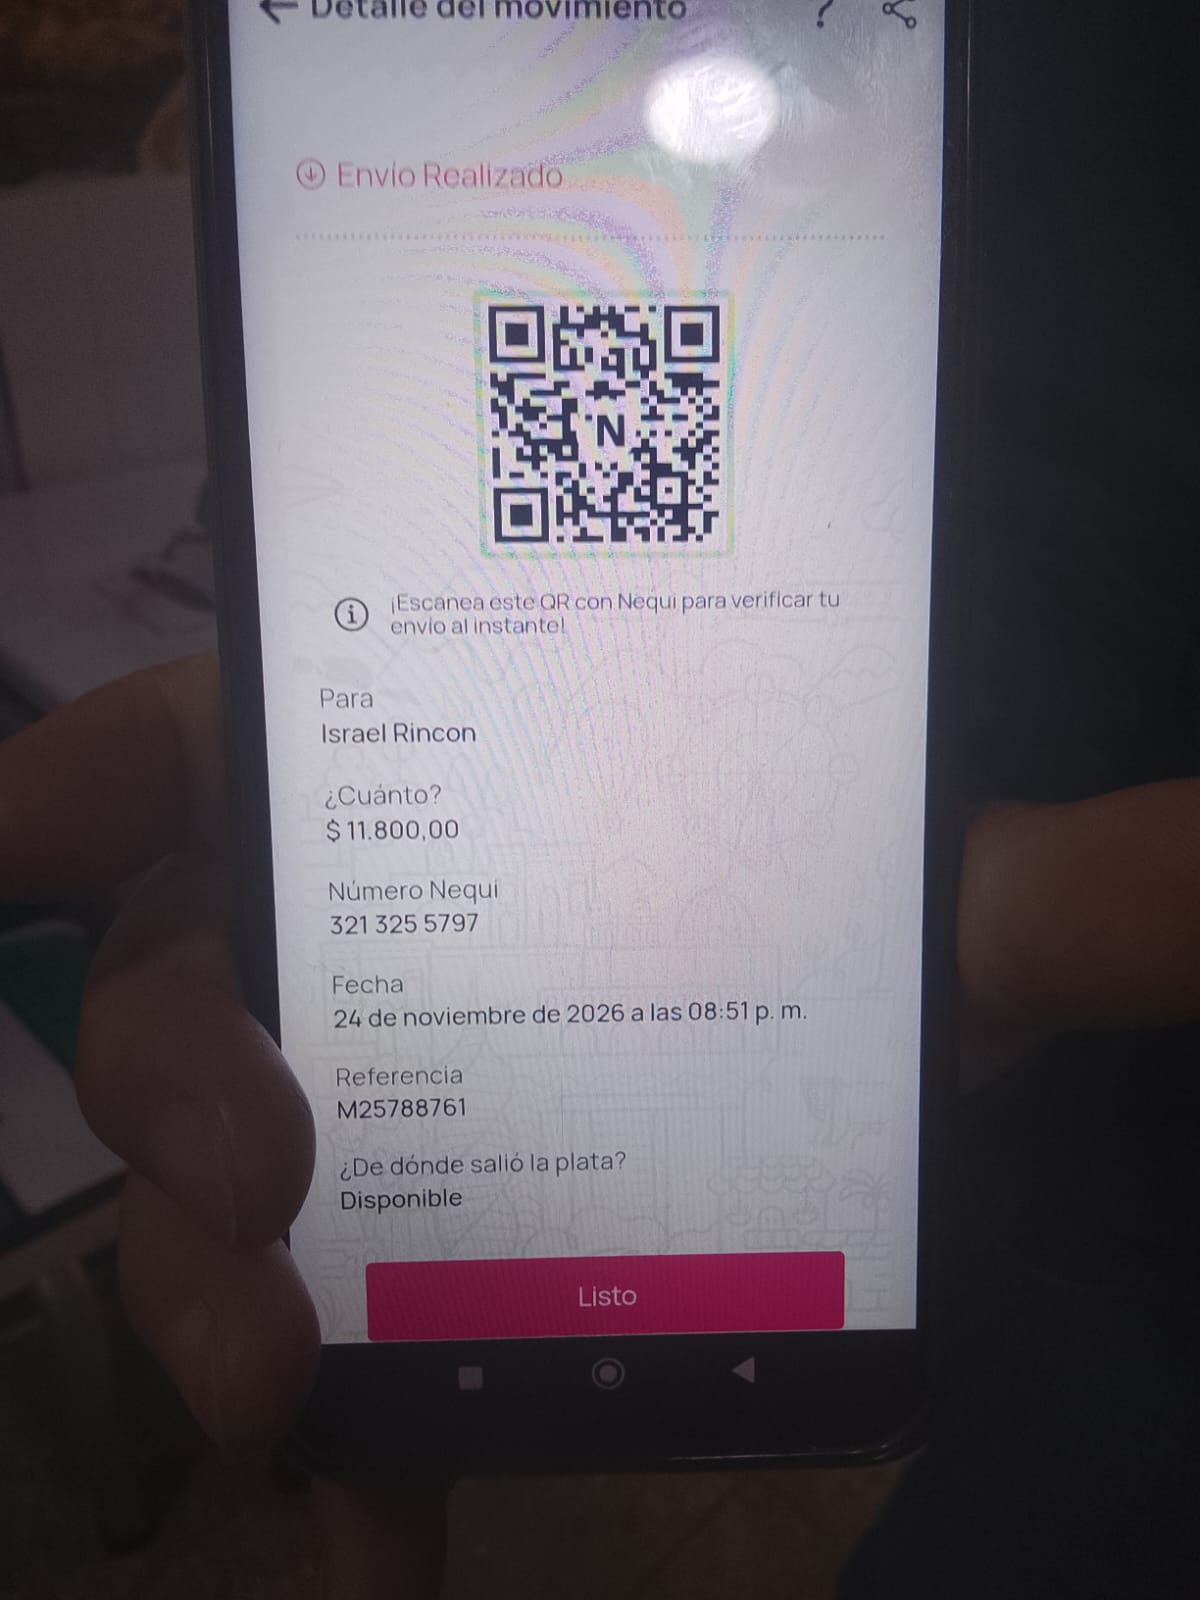 Detalle del movimiento
?
Envío Realizado
N
¡Escanea este QR con Nequi para verificar tu
envío al instante!
Para
Israel Rincon
¿Cuánto?
$ 11.800,00
Número Nequi
321 325 5797
Fecha
24 de noviembre de 2026 a las 08:51 p. m.
Referencia
M25788761
¿De dónde salió la plata?
Disponible
Listo